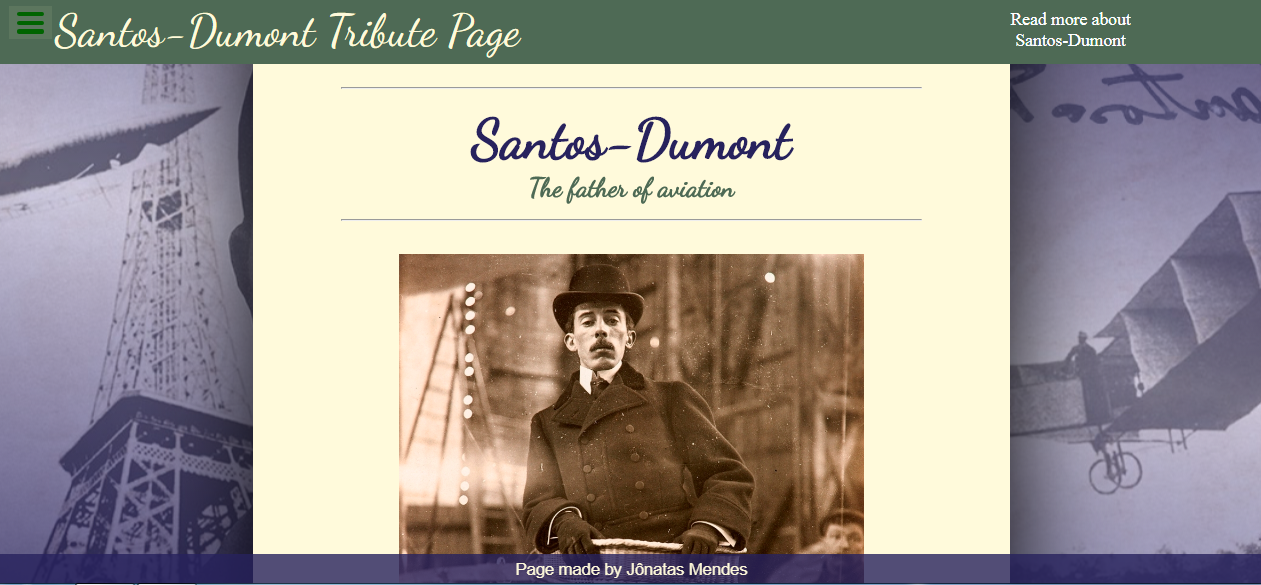 Santos-Dumont Tribute Page
Read more about
Santos-Dumont
Santos-Dumont
The father of aviation
Page made by Jônatas Mendes